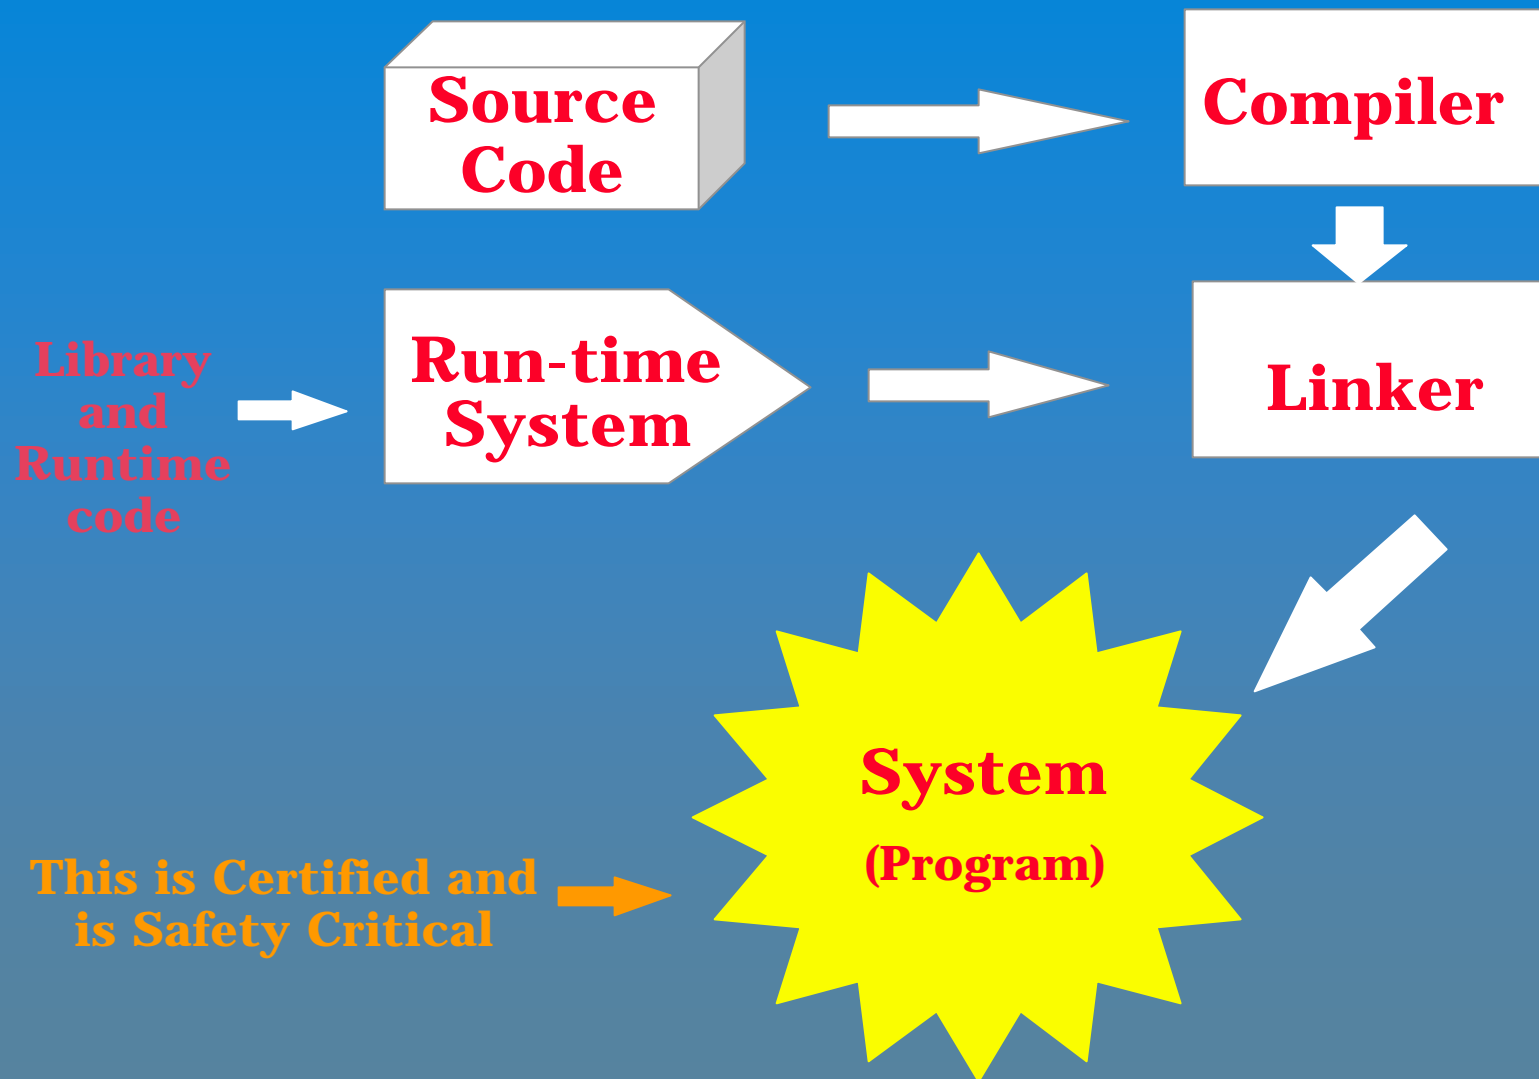 Source
Code
Compiler
Library
and
Runtime
code
Run-time
System
Linker
System
(Program)
This is Certified and
is Safety Critical